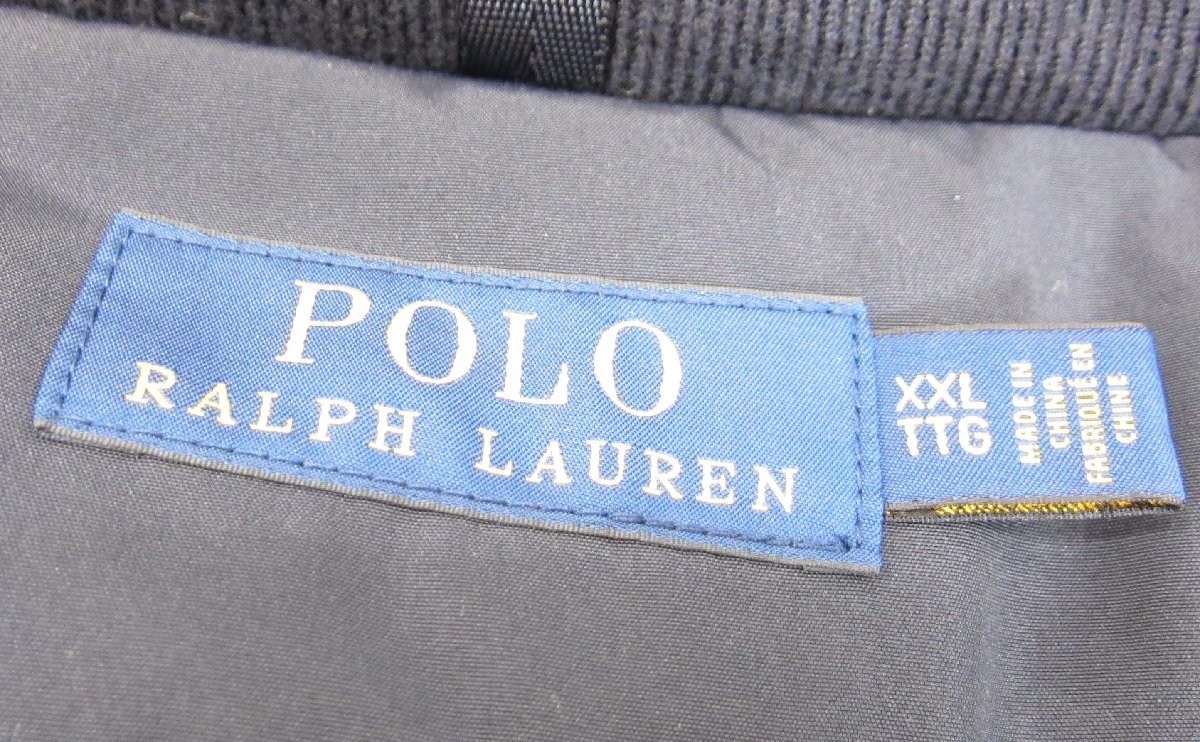 POLO
RALPH LAUREN
XXL
TTG
MADE IN
CHINA
FABRIQUÉ EN
CHINE